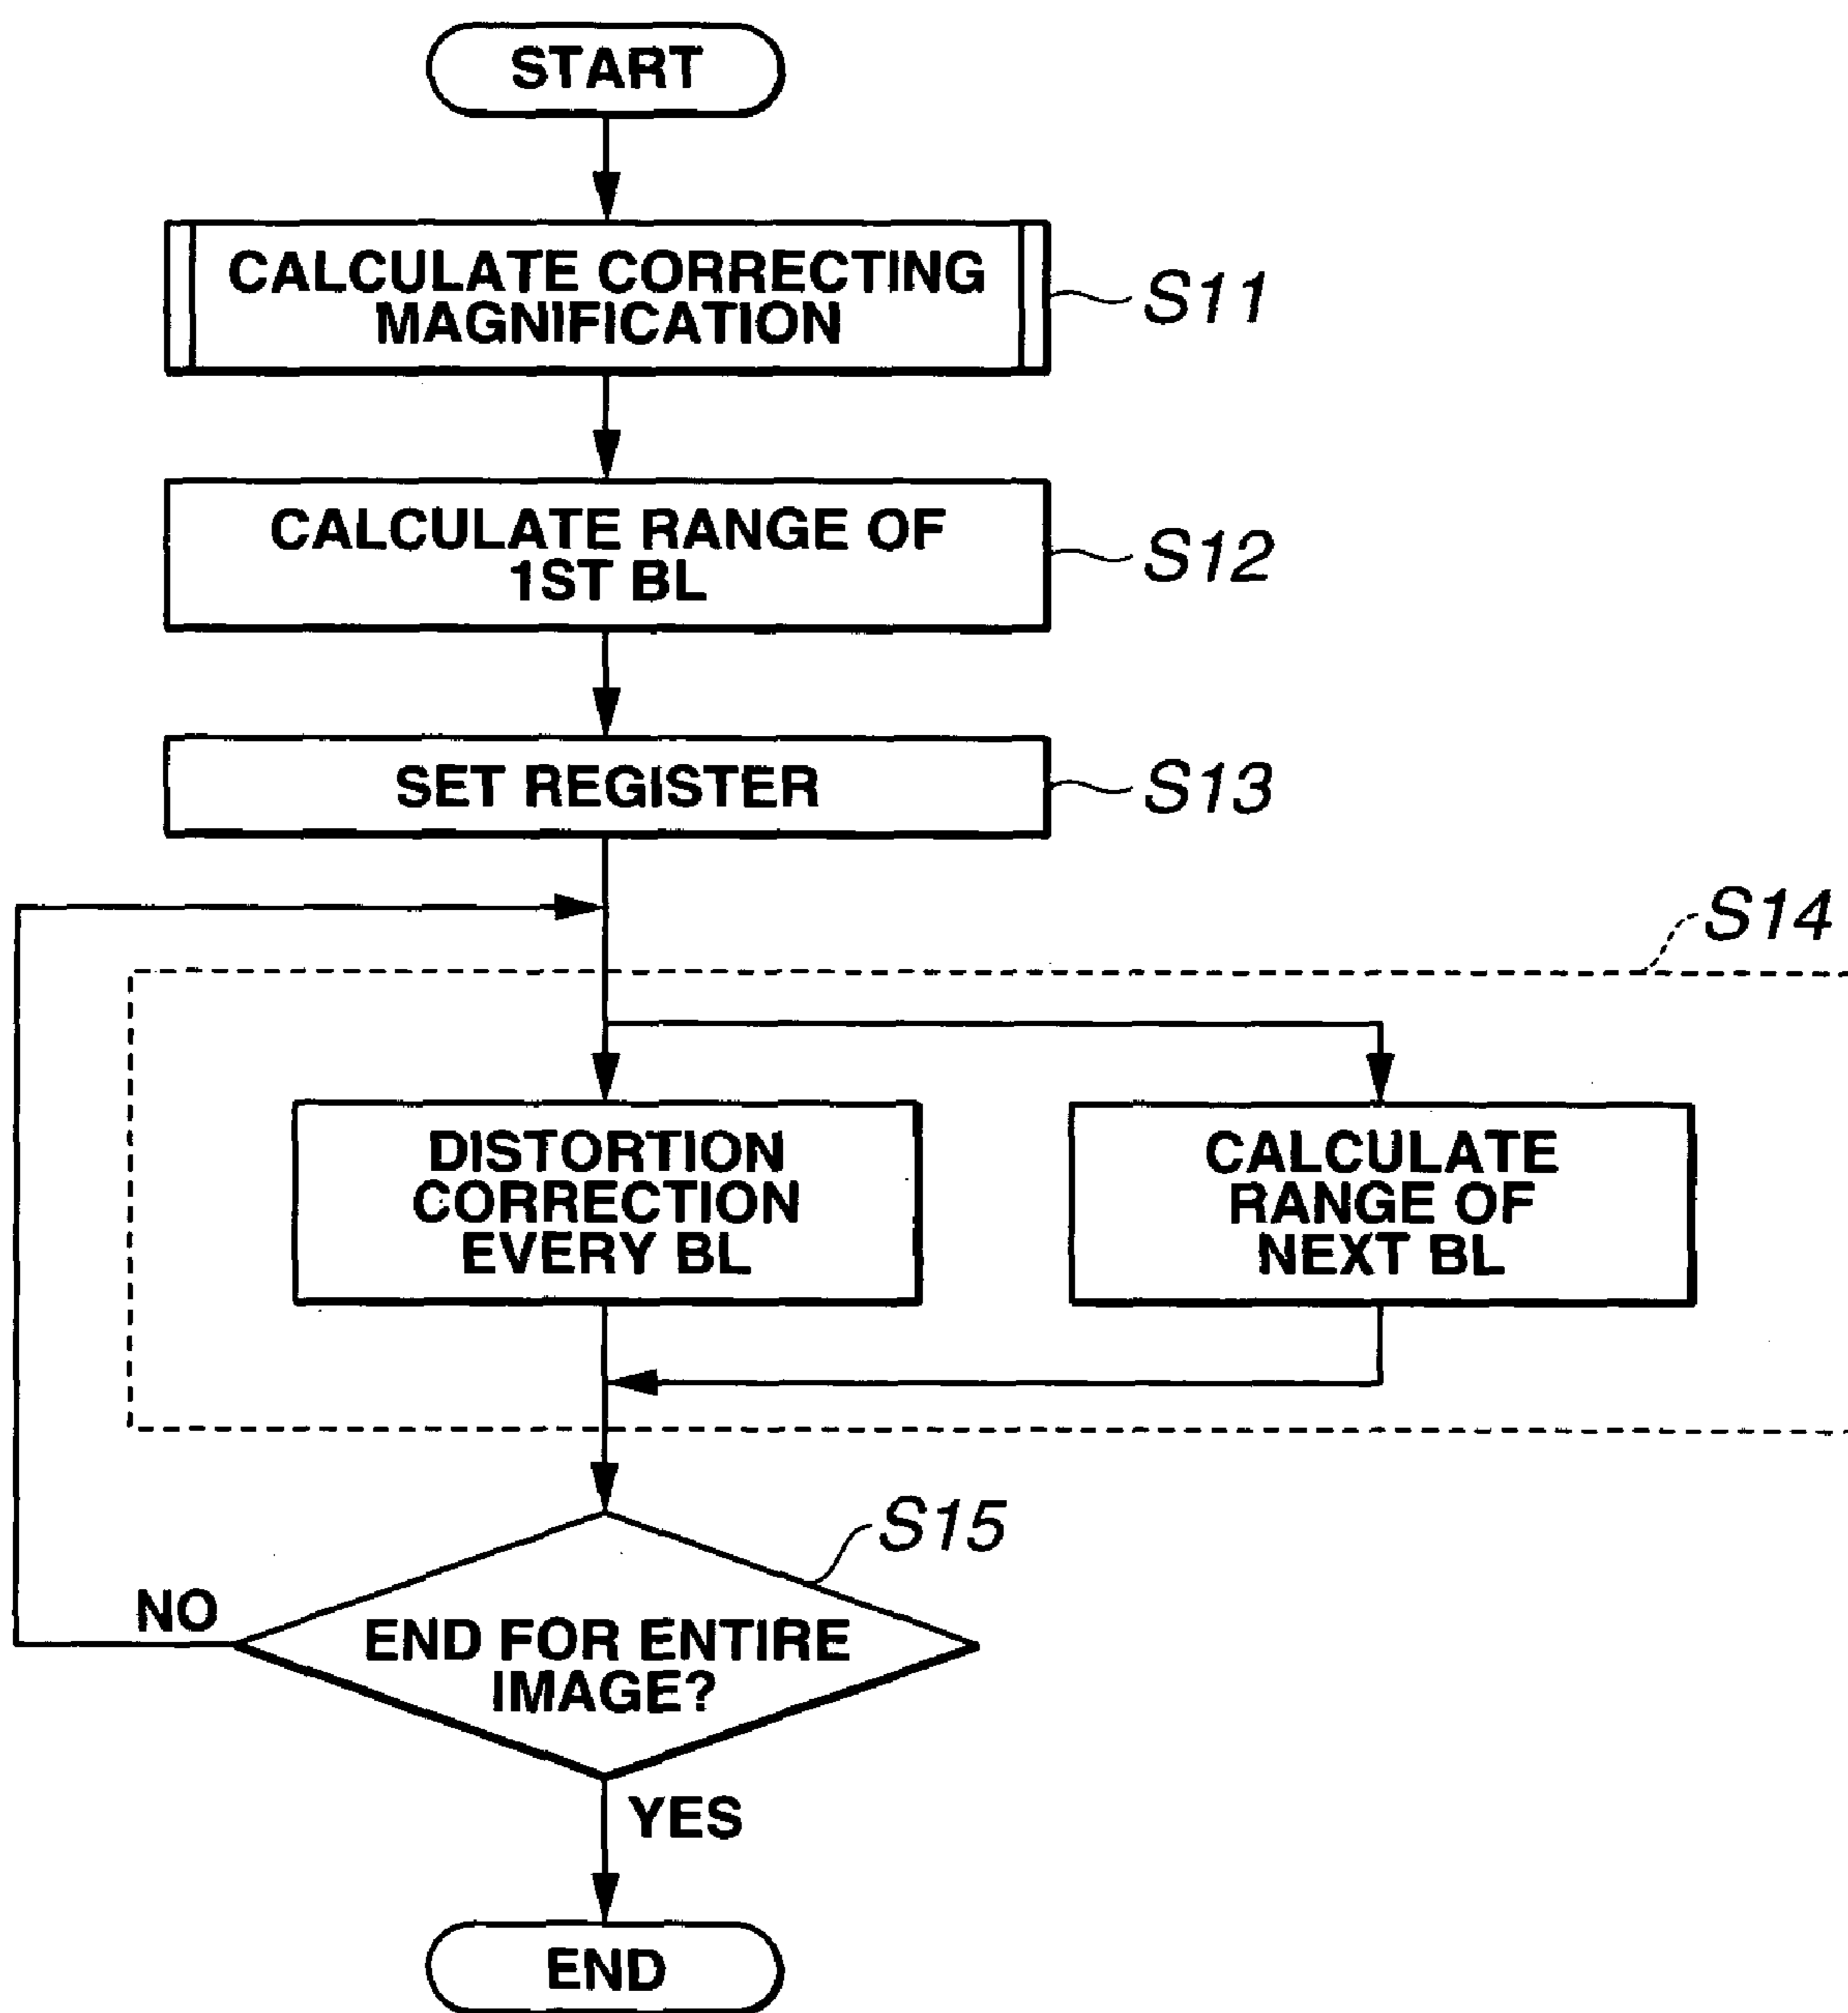 START
CALCULATE CORRECTING
MAGNIFICATION
S11
CALCULATE RANGE OF
1ST BL
S12
SET REGISTER
S13
S14
DISTORTION
CORRECTION
EVERY BL
CALCULATE
RANGE OF
NEXT BL
S15
NO
END FOR ENTIRE
IMAGE?
YES
END